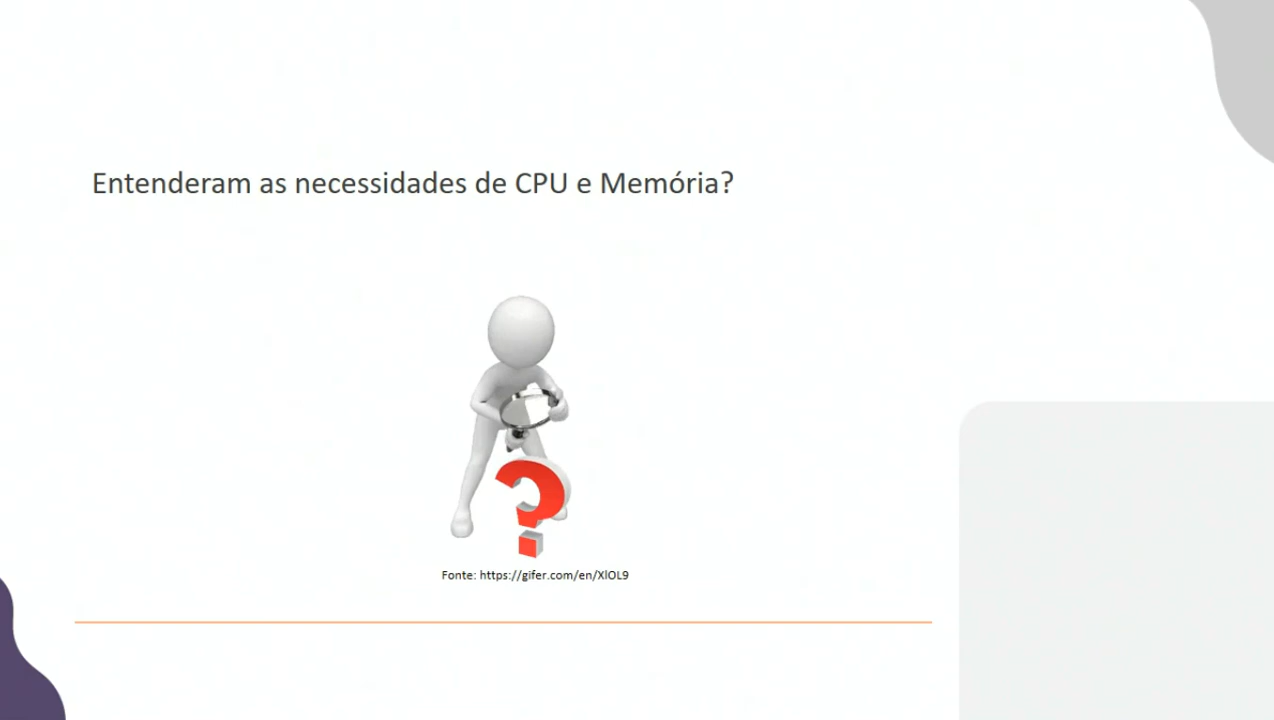 Entenderam as necessidades de CPU e Memória?
Fonte: https://gifer.com/en/XlOL9